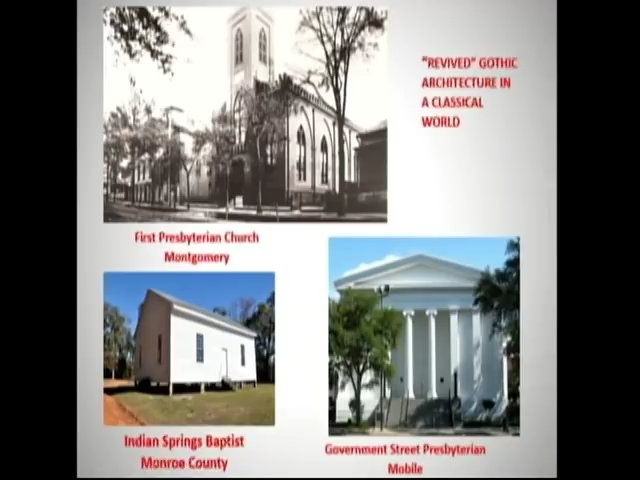 "REVIVED" GOTHIC
ARCHITECTURE IN
A CLASSICAL
WORLD
First Presbyterian Church
Montgomery
Indian Springs Baptist
Monroe County
Government Street Presbyterian
Mobile